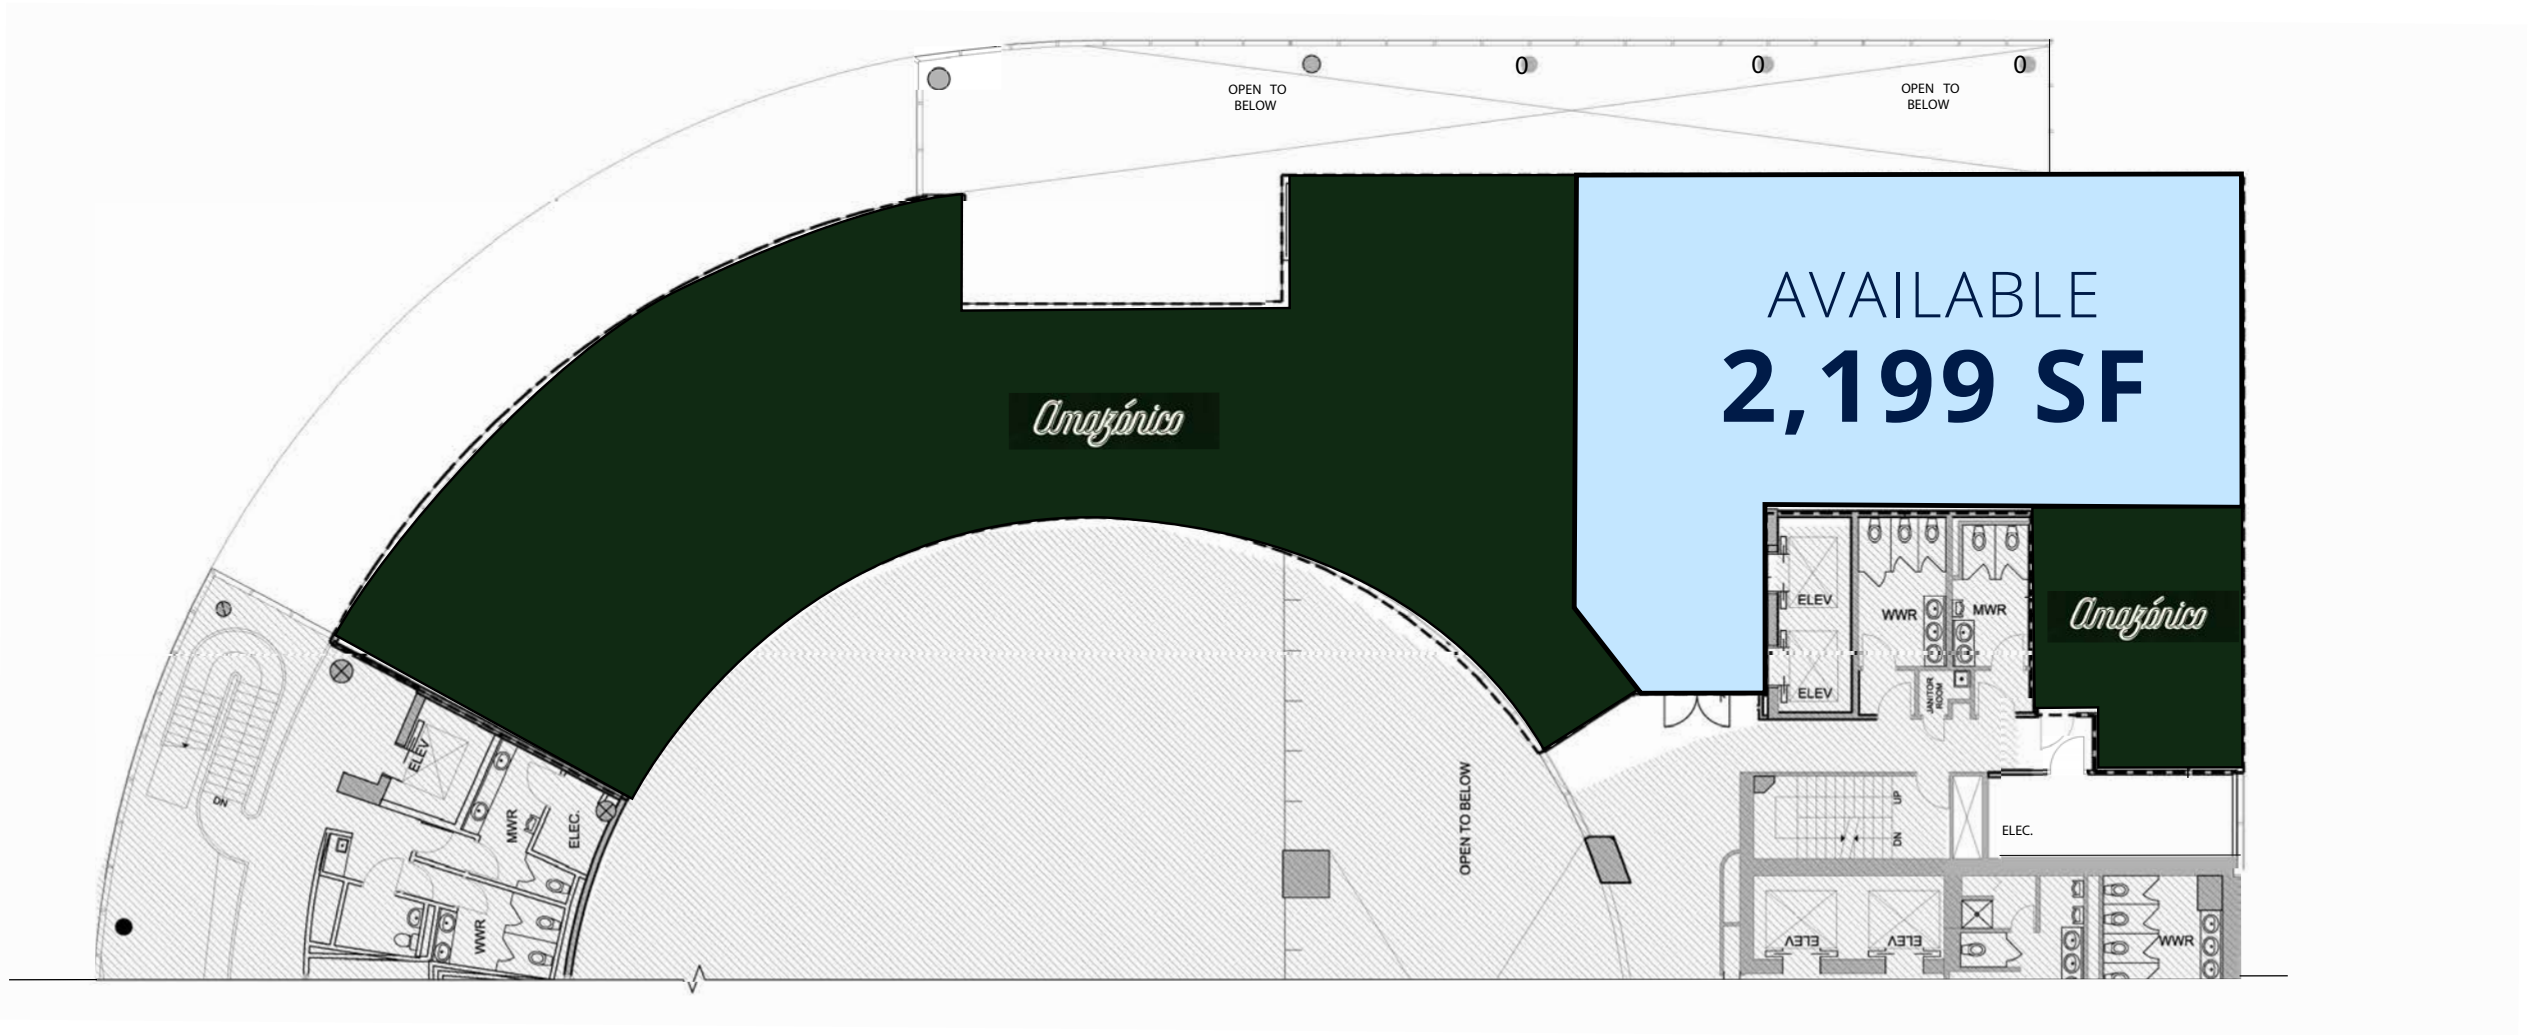 OPEN TO
BELOW
OPEN TO
BELOW
0
0
0
AVAILABLE
2,199 SF
Amazónico
Amazónico
ELEV
ELEV
WWR
MWR
JANITOR
ROOM
OPEN TO BELOW
UP
DN
ELEC.
ELEV
ELEV
WWR
DN
ELEV
MWR
ELEC.
WWR